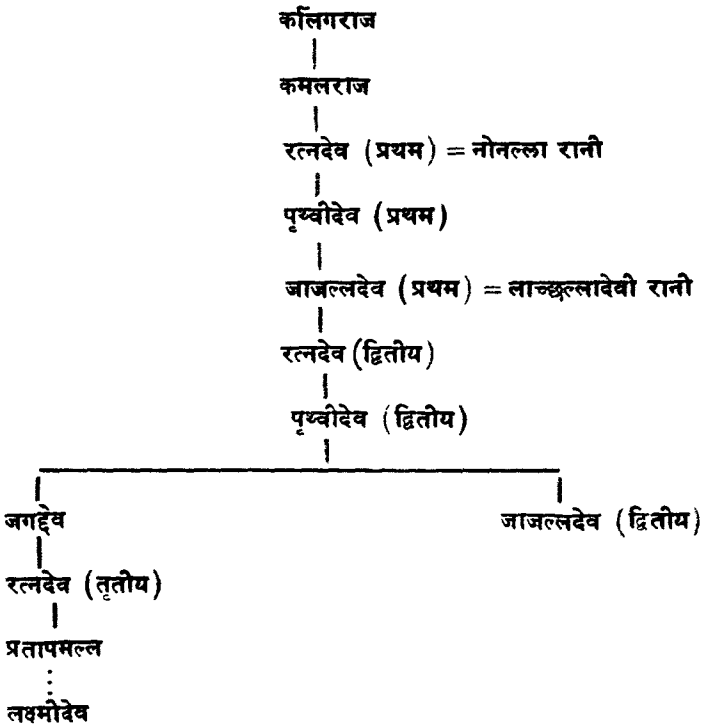 कलिंगराज
कमलराज
रत्नदेव (प्रथम) = नोनल्ला रानी
पृथ्वीदेव (प्रथम)
जाजल्लदेव (प्रथम) = लाच्छल्लादेवी रानी
रत्नदेव (द्वितीय)
पृथ्वीदेव (द्वितीय)
जगद्देव जाजल्लदेव (द्वितीय)
रत्नदेव (तृतीय)
प्रतापमल्ल
लक्ष्मीदेव